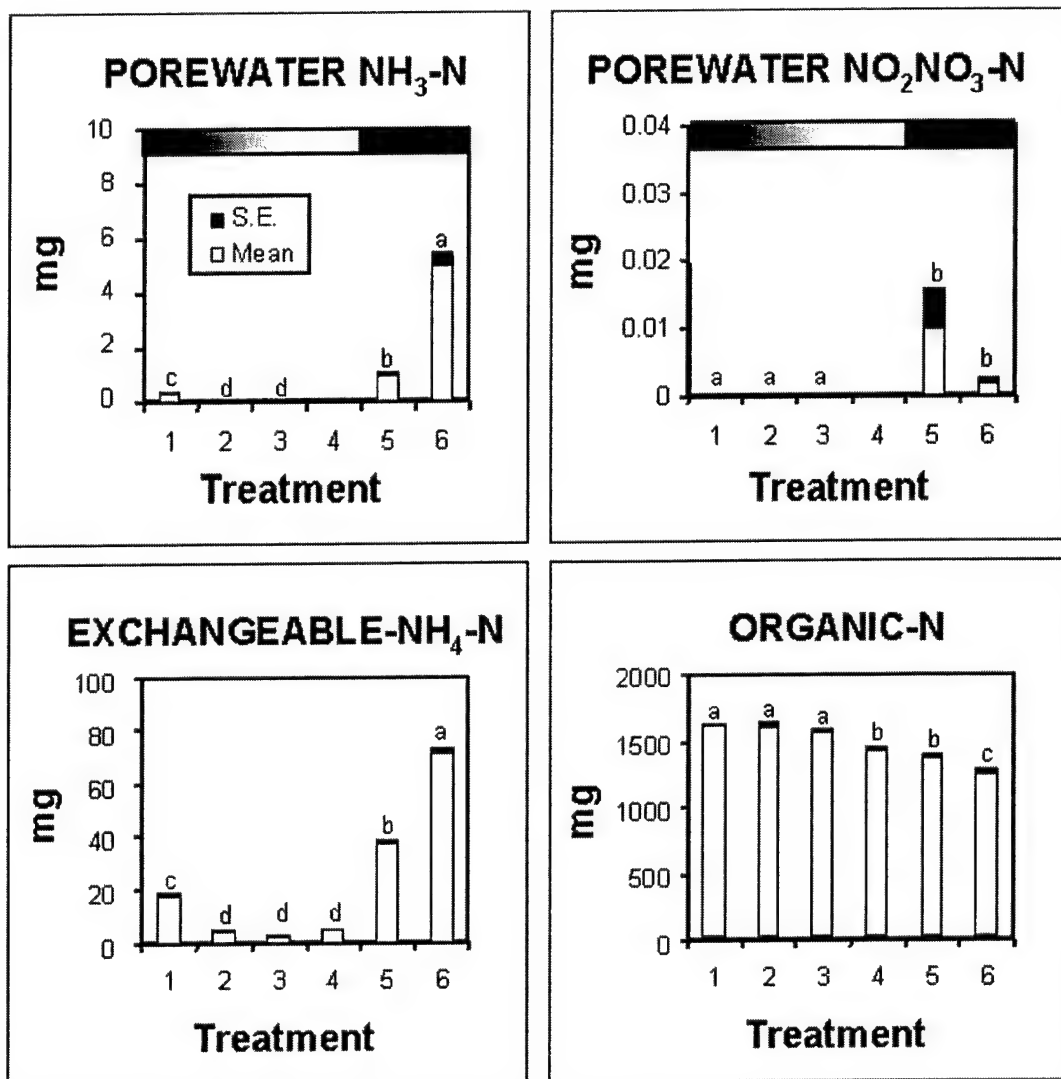 POREWATER NH₃-N
10
8
6
4
2
0
mg
S.E.
Mean
c
d
d
b
a
1 2 3 4 5 6
Treatment
POREWATER NO₂NO₃-N
0.04
0.03
0.02
0.01
0
mg
a
a
a
b
b
1 2 3 4 5 6
Treatment
EXCHANGEABLE-NH₄-N
100
80
60
40
20
0
mg
c
d
d
d
b
a
1 2 3 4 5 6
Treatment
ORGANIC-N
2000
1500
1000
500
0
mg
a
a
a
b
b
c
1 2 3 4 5 6
Treatment